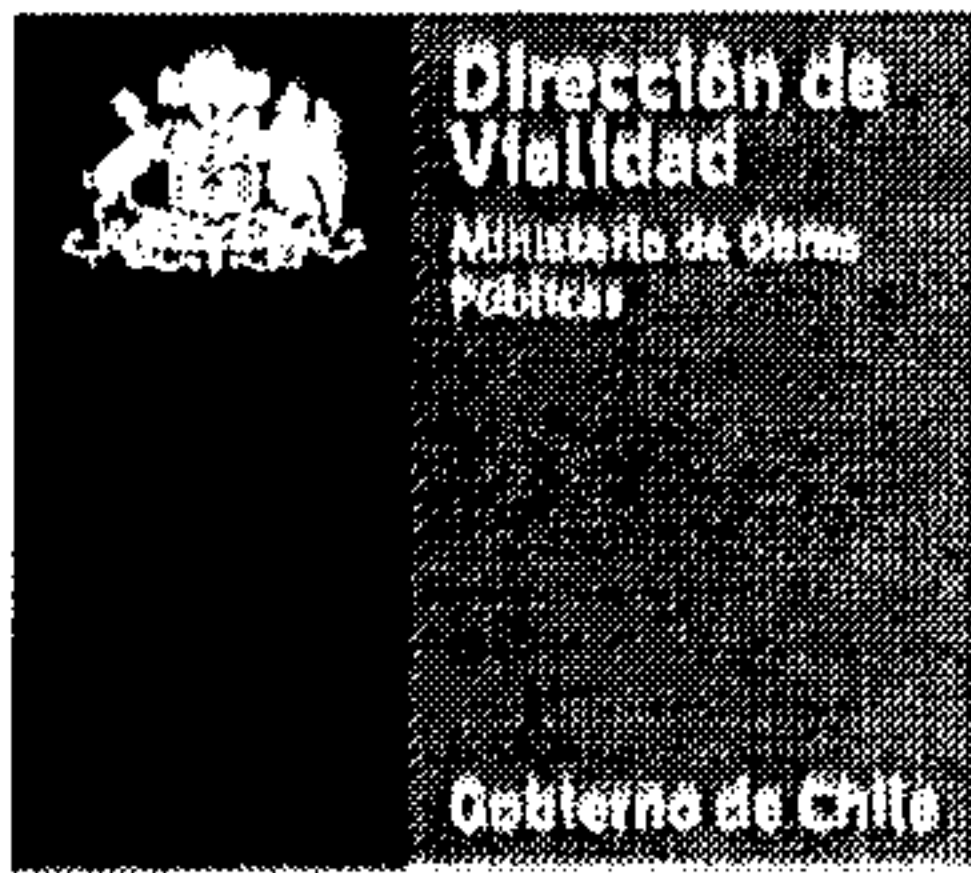 Dirección de
Vialidad
Ministerio de Obras
Públicas
Gobierno de Chile